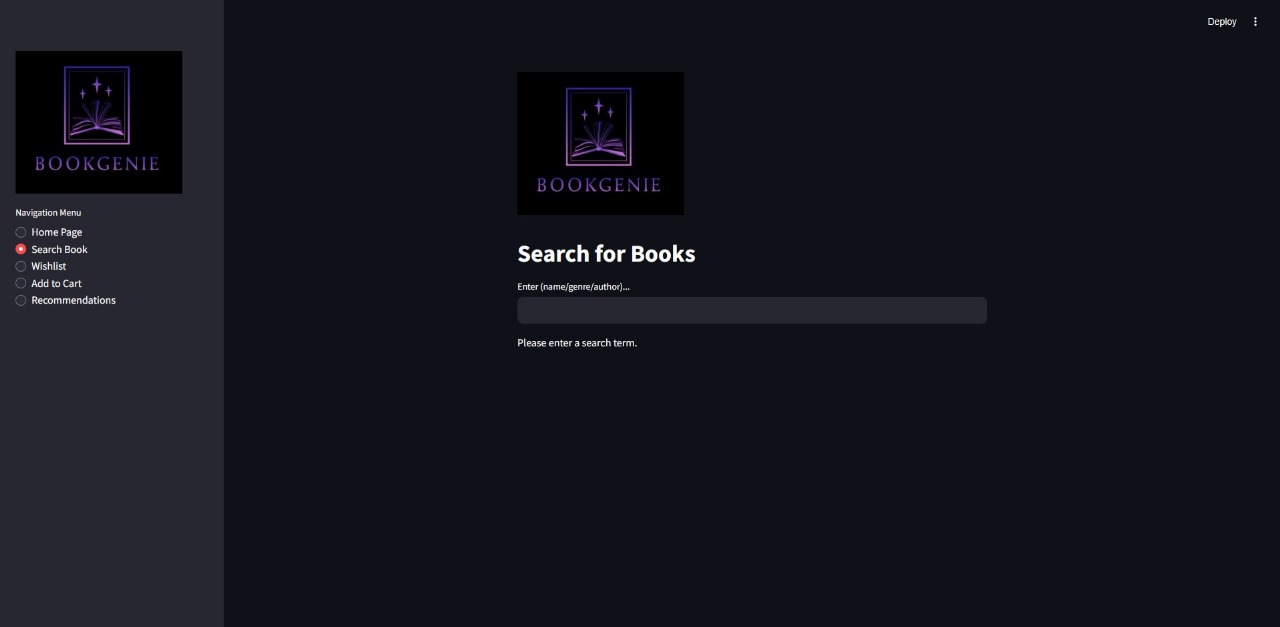 Deploy
BOOKGENIE
Navigation Menu
Home Page
Search Book
Wishlist
Add to Cart
Recommendations
BOOKGENIE
Search for Books
Enter (name/genre/author)...
Please enter a search term.